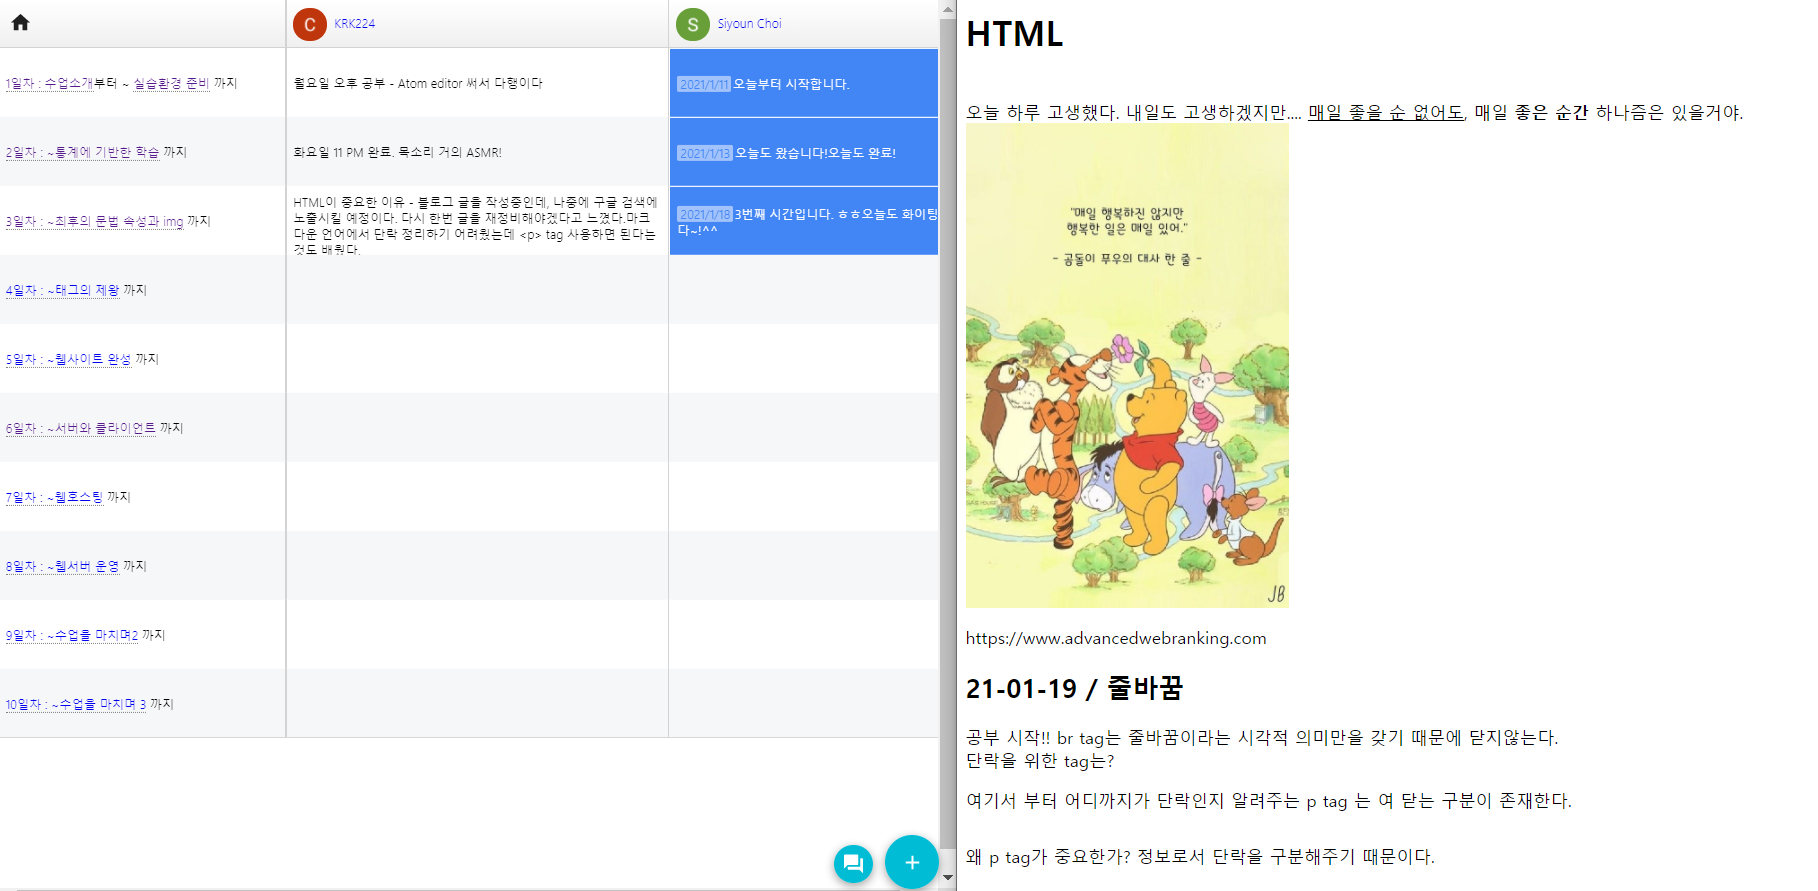 C KRK224
S Siyoun Choi
1일차 : 수업소개부터 ~ 실습환경 준비 까지
월요일 오후 공부 - Atom editor 써서 다행이다
2021/1/11 오늘부터 시작합니다.
2일차 : ~통계에 기반한 학습 까지
화요일 11 PM 완료. 목소리 거의 ASMR!
2021/1/13 오늘도 왔습니다!오늘도 완료!
3일차 : ~최후의 문법 속성과 img 까지
HTML이 중요한 이유 - 블로그 글을 작성중인데, 나중에 구글 검색에
노출시킬 예정이다. 다시 한번 글을 재정비해야겠다고 느꼈다.마크
다운 언어에서 단락 정리하기 어려웠는데 <p> tag 사용하면 된다는
것도 배웠다.
2021/1/18 3번째 시간입니다. ㅎㅎ오늘도 화이팅
다~!^^
4일차 : ~태그의 제왕 까지
5일차 : ~웹사이트 완성 까지
6일차 : ~서버와 클라이언트 까지
7일차 : ~웹호스팅 까지
8일차 : ~웹서버 운영 까지
9일차 : ~수업을 마치며2 까지
10일차 : ~수업을 마치며 3 까지
HTML
오늘 하루 고생했다. 내일도 고생하겠지만.... 매일 좋을 순 없어도, 매일 좋은 순간 하나즘은 있을거야.
"매일 행복하진 않지만
행복한 일은 매일 있어."
- 곰돌이 푸우의 대사 한 줄 -
JB
https://www.advancedwebranking.com
21-01-19 / 줄바꿈
공부 시작!! br tag는 줄바꿈이라는 시각적 의미만을 갖기 때문에 닫지않는다.
단락을 위한 tag는?
여기서 부터 어디까지가 단락인지 알려주는 p tag 는 여 닫는 구분이 존재한다.
왜 p tag가 중요한가? 정보로서 단락을 구분해주기 때문이다.